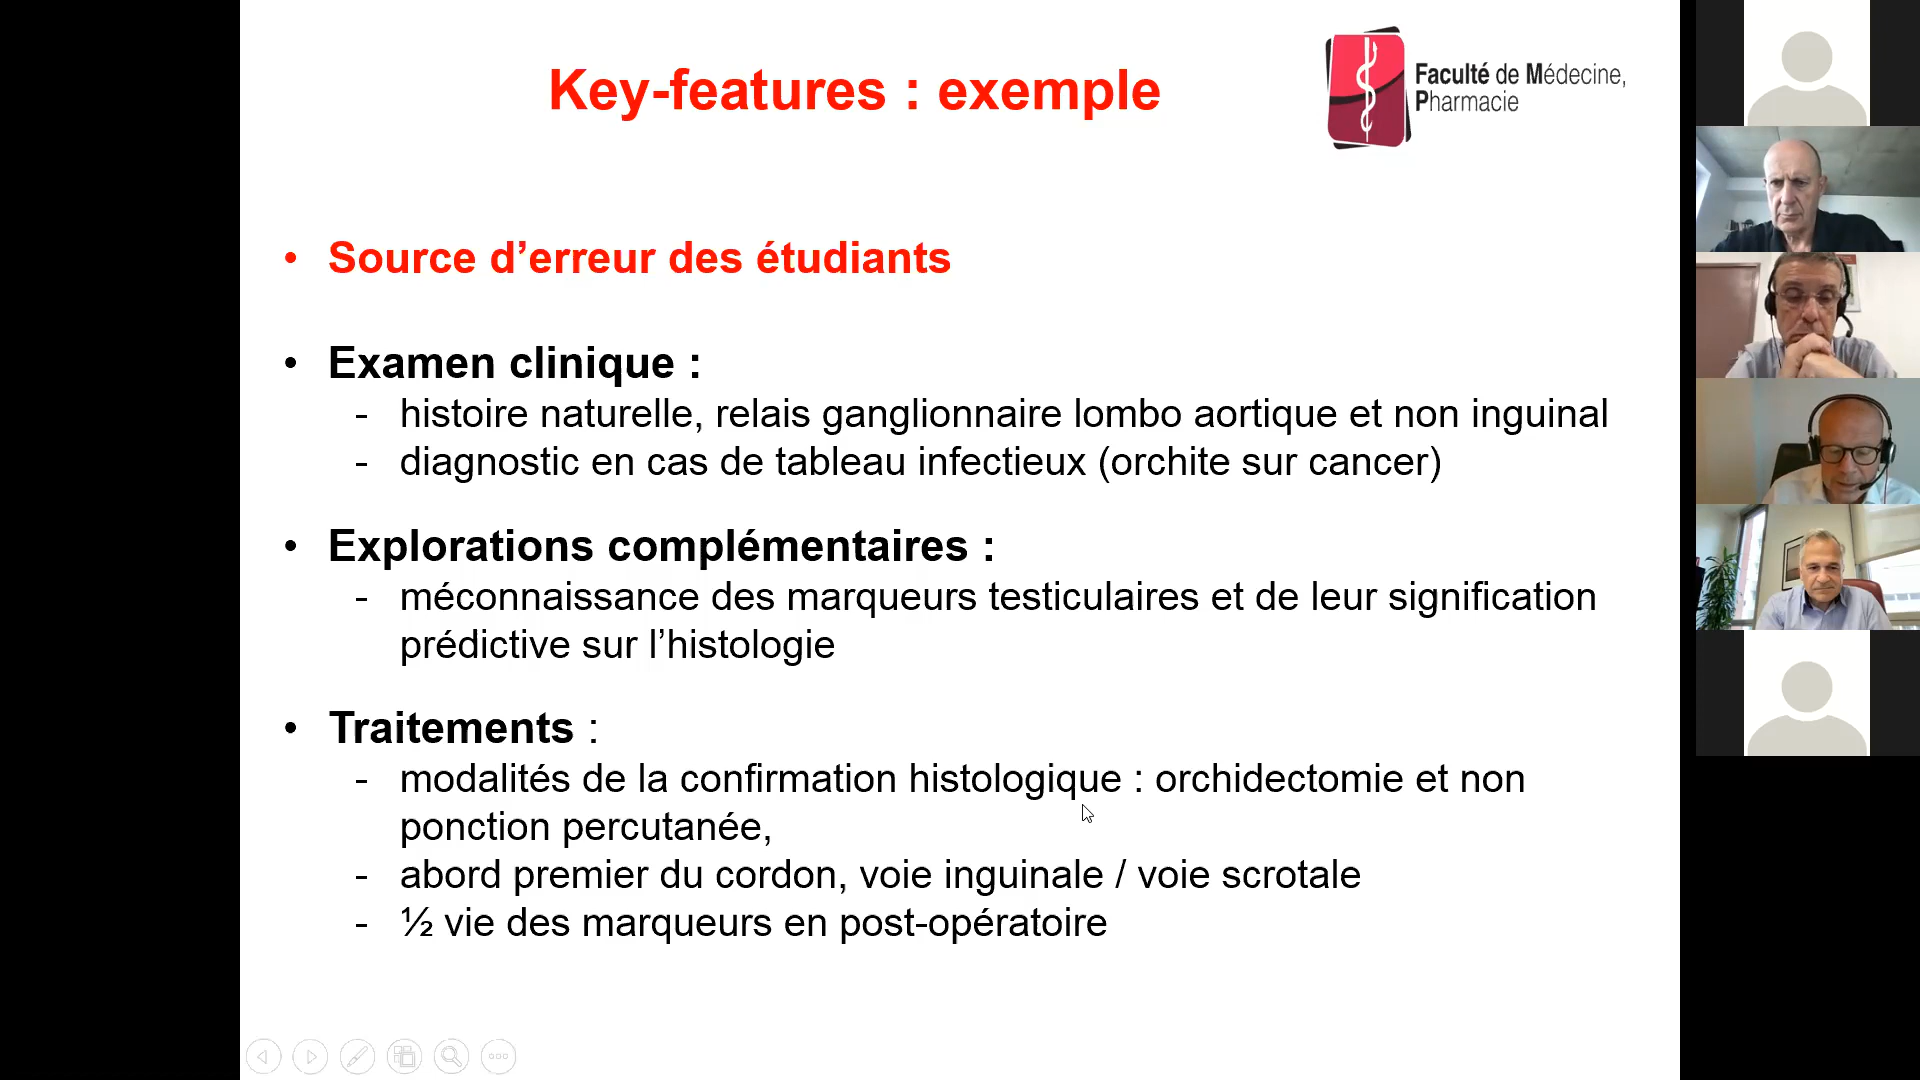 Key-features : exemple
Faculté de Médecine,
Pharmacie
• Source d’erreur des étudiants
• Examen clinique :
- histoire naturelle, relais ganglionnaire lombo aortique et non inguinal
- diagnostic en cas de tableau infectieux (orchite sur cancer)
• Explorations complémentaires :
- méconnaissance des marqueurs testiculaires et de leur signification
prédictive sur l’histologie
• Traitements :
- modalités de la confirmation histologique : orchidectomie et non
ponction percutanée,
- abord premier du cordon, voie inguinale / voie scrotale
- ½ vie des marqueurs en post-opératoire